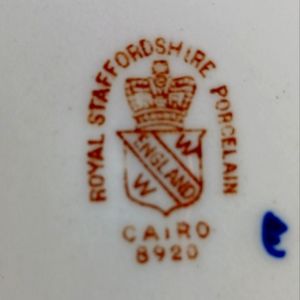 ROYAL STAFFORDSHIRE PORCELAIN
W
ENGLAND
W
CAIRO
8920